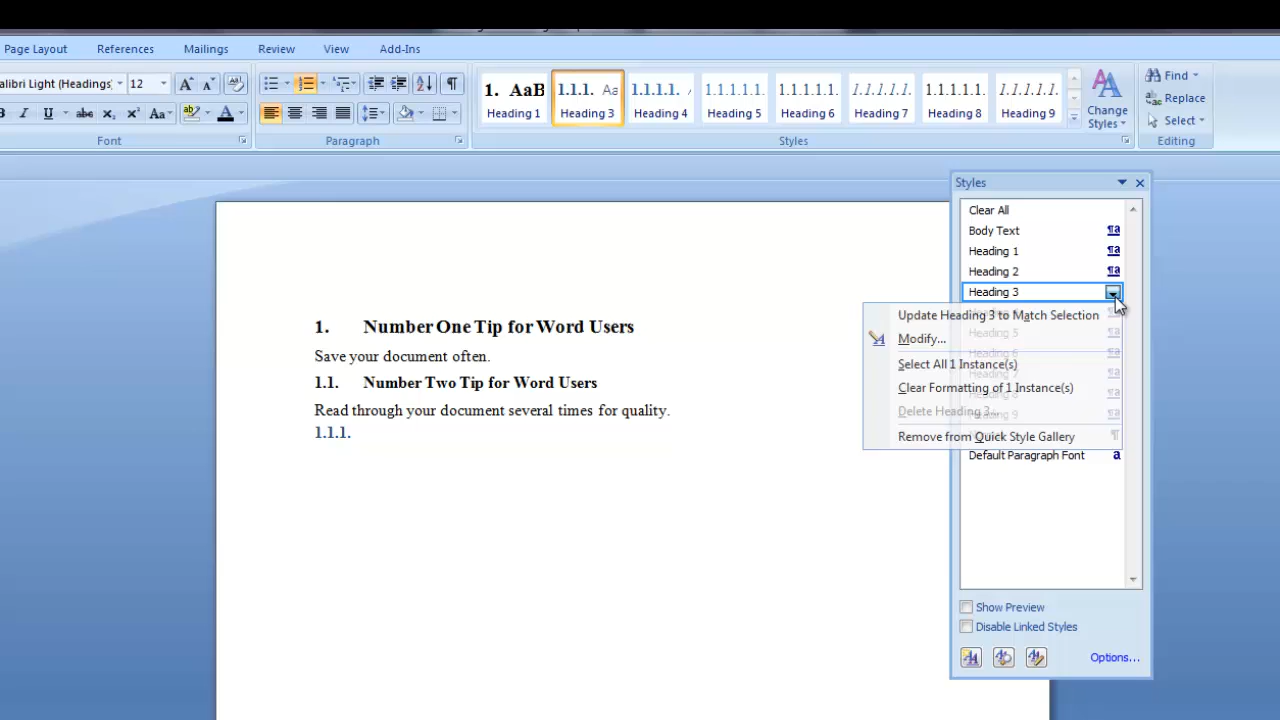 Page Layout References Mailings Review View Add-Ins
alibri Light (Headings 12
1. AaB 1.1.1. Aa 1.1.1.1. 1.1.1.1.1. 1.1.1.1.1.1. 1.1.1.1.1. 1.1.1.1.1.1. 1.1.1.1.1.
Heading 1 Heading 3 Heading 4 Heading 5 Heading 6 Heading 7 Heading 8 Heading 9
Change
Styles
Find
Replace
Select
Font Paragraph Styles Editing
Styles
Clear All
Body Text
Heading 1
Heading 2
Heading 3
Update Heading 3 to Match Selection
Modify...
Select All 1 Instance(s)
Clear Formatting of 1 Instance(s)
Delete Heading 3...
Remove from Quick Style Gallery
Heading 5
Heading 9
Default Paragraph Font a
1. Number One Tip for Word Users
Save your document often.
1.1. Number Two Tip for Word Users
Read through your document several times for quality.
1.1.1.
Show Preview
Disable Linked Styles
Options...